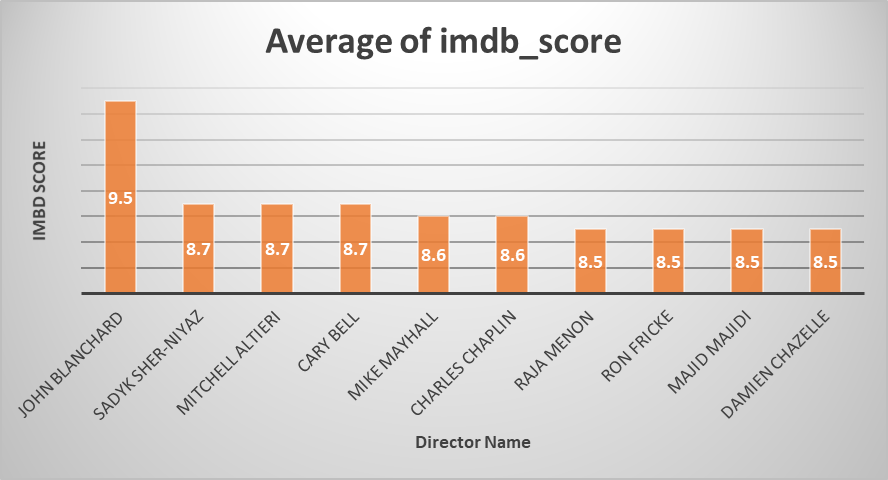 Average of imdb_score
IMBD SCORE
9.5
8.7
8.7
8.7
8.6
8.6
8.5
8.5
8.5
8.5
JOHN BLANCHARD
SADYK SHER-NIYAZ
MITCHELL ALTIERI
CARY BELL
MIKE MAYHALL
CHARLES CHAPLIN
RAJA MENON
RON FRICKE
MAJID MAJIDI
DAMIEN CHAZELLE
Director Name